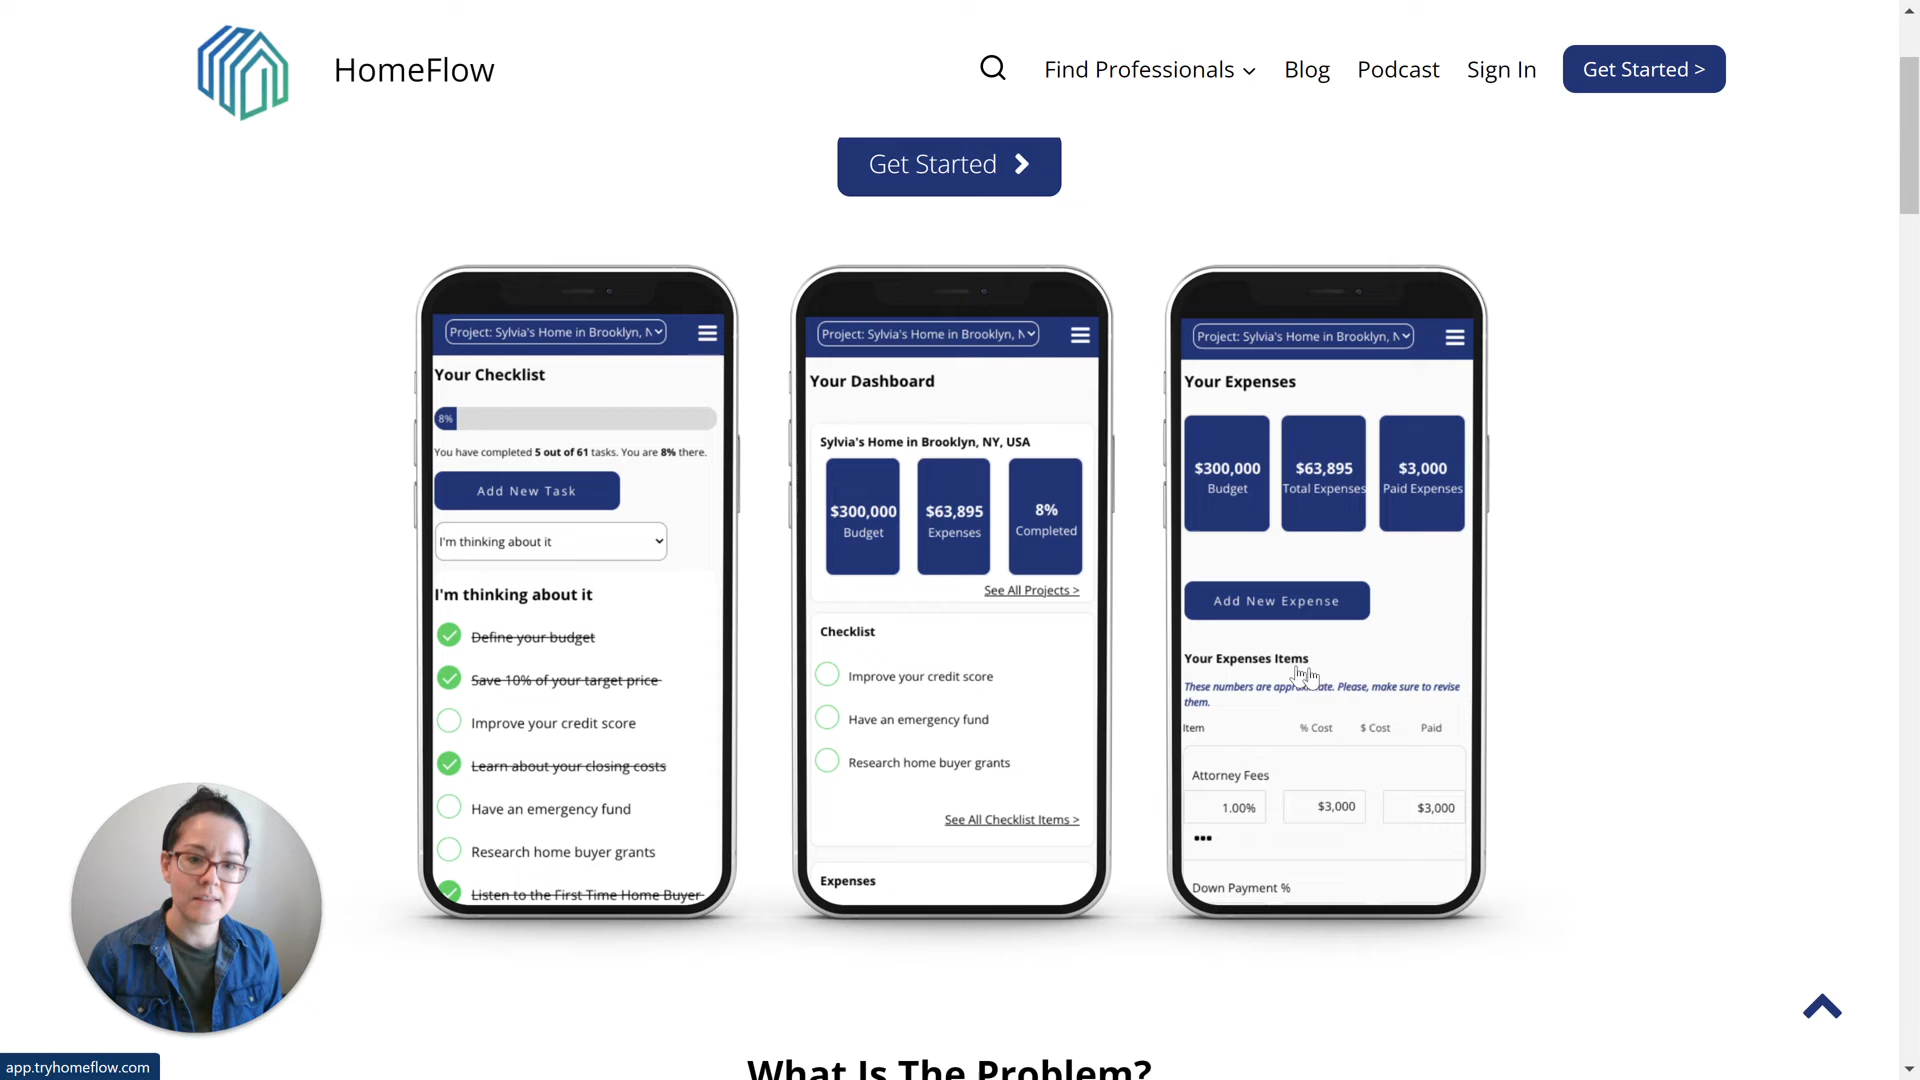 HomeFlow
Find Professionals
Blog
Podcast
Sign In
Get Started >
Get Started
Project: Sylvia's Home in Brooklyn, N
Your Checklist
8%
You have completed 5 out of 61 tasks. You are 8% there.
Add New Task
I'm thinking about it
I'm thinking about it
Define your budget
Save 10% of your target price
Improve your credit score
Learn about your closing costs
Have an emergency fund
Research home buyer grants
Listen to the First Time Home Buyer
Project: Sylvia's Home in Brooklyn, N
Your Dashboard
Sylvia's Home in Brooklyn, NY, USA
$300,000 $63,895 8%
Budget Expenses Completed
See All Projects >
Checklist
Improve your credit score
Have an emergency fund
Research home buyer grants
See All Checklist Items >
Expenses
Project: Sylvia's Home in Brooklyn, N
Your Expenses
$300,000 $63,895 $3,000
Budget Total Expenses Paid Expenses
Add New Expense
Your Expenses Items
These numbers are approximate. Please, make sure to revise
them.
Item % Cost $ Cost Paid
Attorney Fees
1.00% $3,000 $3,000
Down Payment %
What Is The Problem?
app.tryhomeflow.com